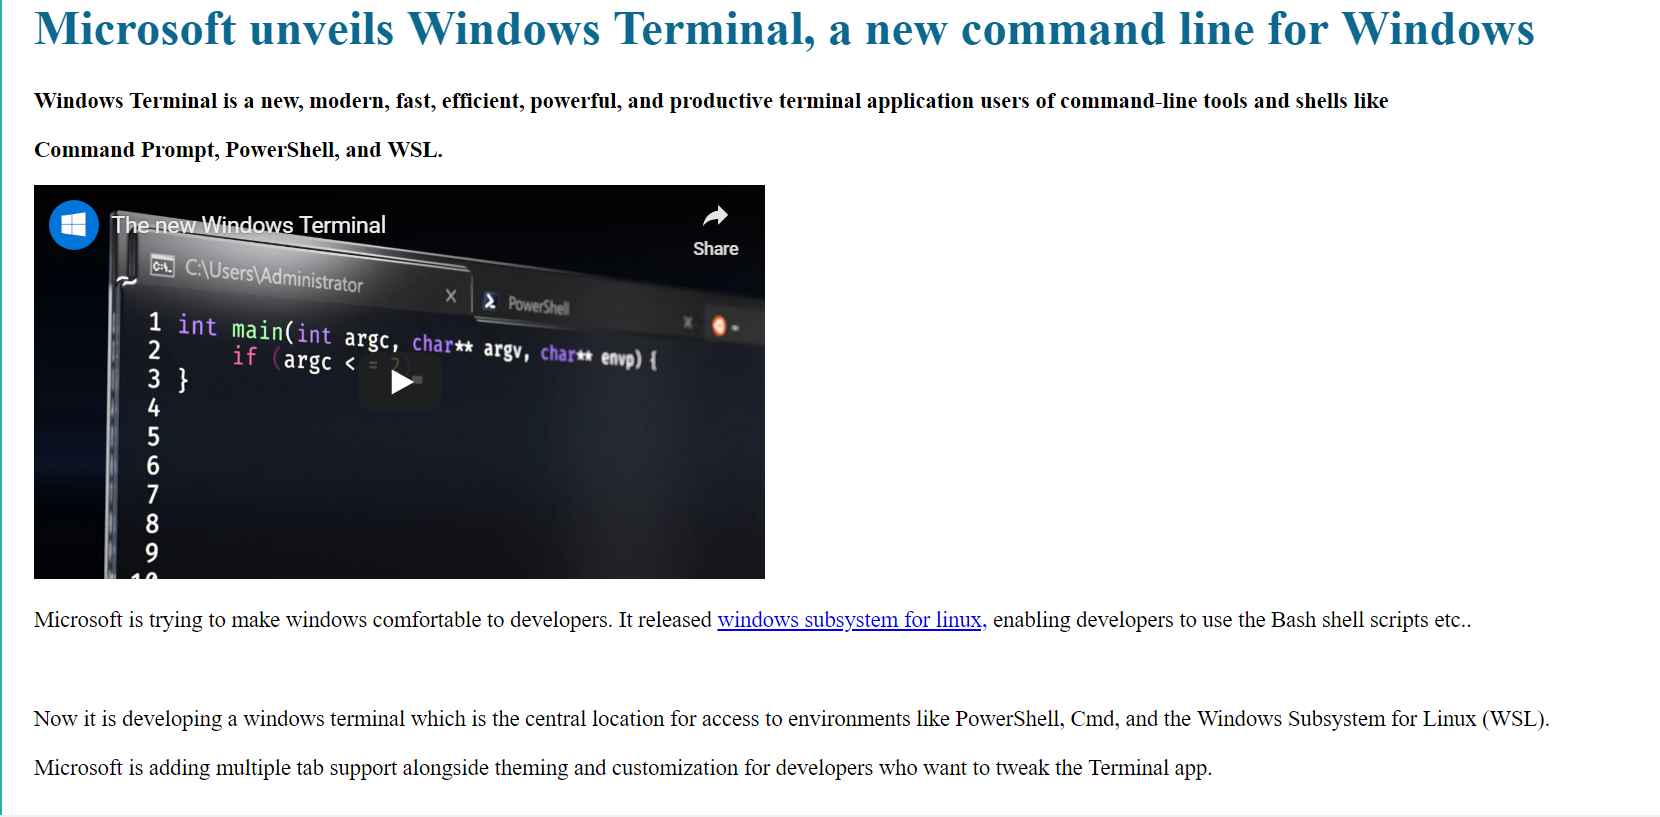 Microsoft unveils Windows Terminal, a new command line for Windows
Windows Terminal is a new, modern, fast, efficient, powerful, and productive terminal application users of command-line tools and shells like
Command Prompt, PowerShell, and WSL.
The new Windows Terminal
Share
C:\Users\Administrator
PowerShell
1 int main(int argc, char** argv, char** envp) {
2 if (argc < = 2)
3 }
4
5
6
7
8
9
10
Microsoft is trying to make windows comfortable to developers. It released windows subsystem for linux, enabling developers to use the Bash shell scripts etc..
Now it is developing a windows terminal which is the central location for access to environments like PowerShell, Cmd, and the Windows Subsystem for Linux (WSL).
Microsoft is adding multiple tab support alongside theming and customization for developers who want to tweak the Terminal app.